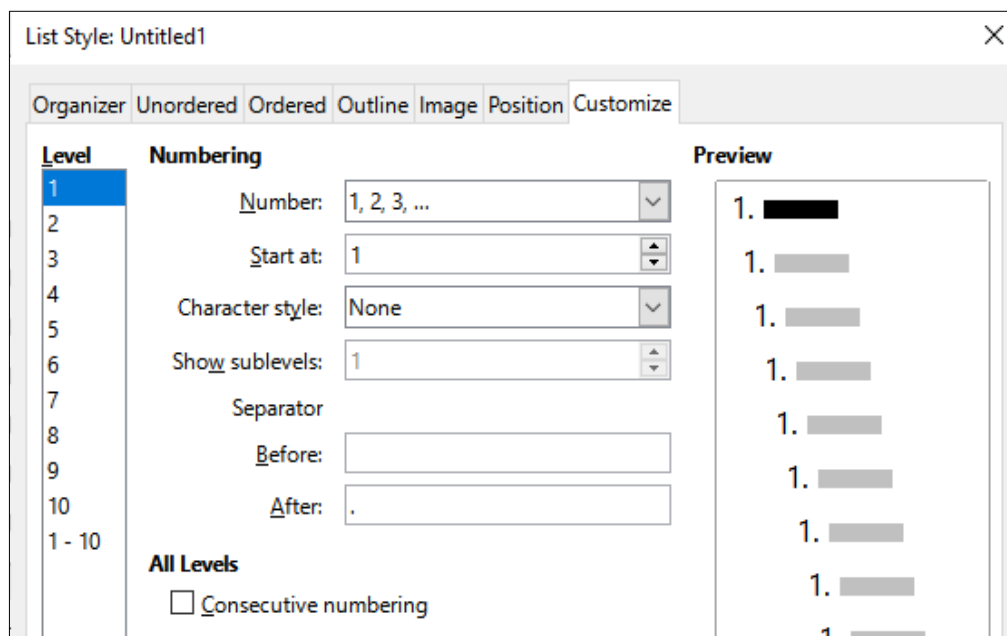 List Style: Untitled1
Organizer Unordered Ordered Outline Image Position Customize
Level
1
2
3
4
5
6
7
8
9
10
1 - 10
Numbering
Number: 1, 2, 3, ...
Start at: 1
Character style: None
Show sublevels: 1
Separator
Before:
After: .
All Levels
Consecutive numbering
Preview
1.
1.
1.
1.
1.
1.
1.
1.
1.